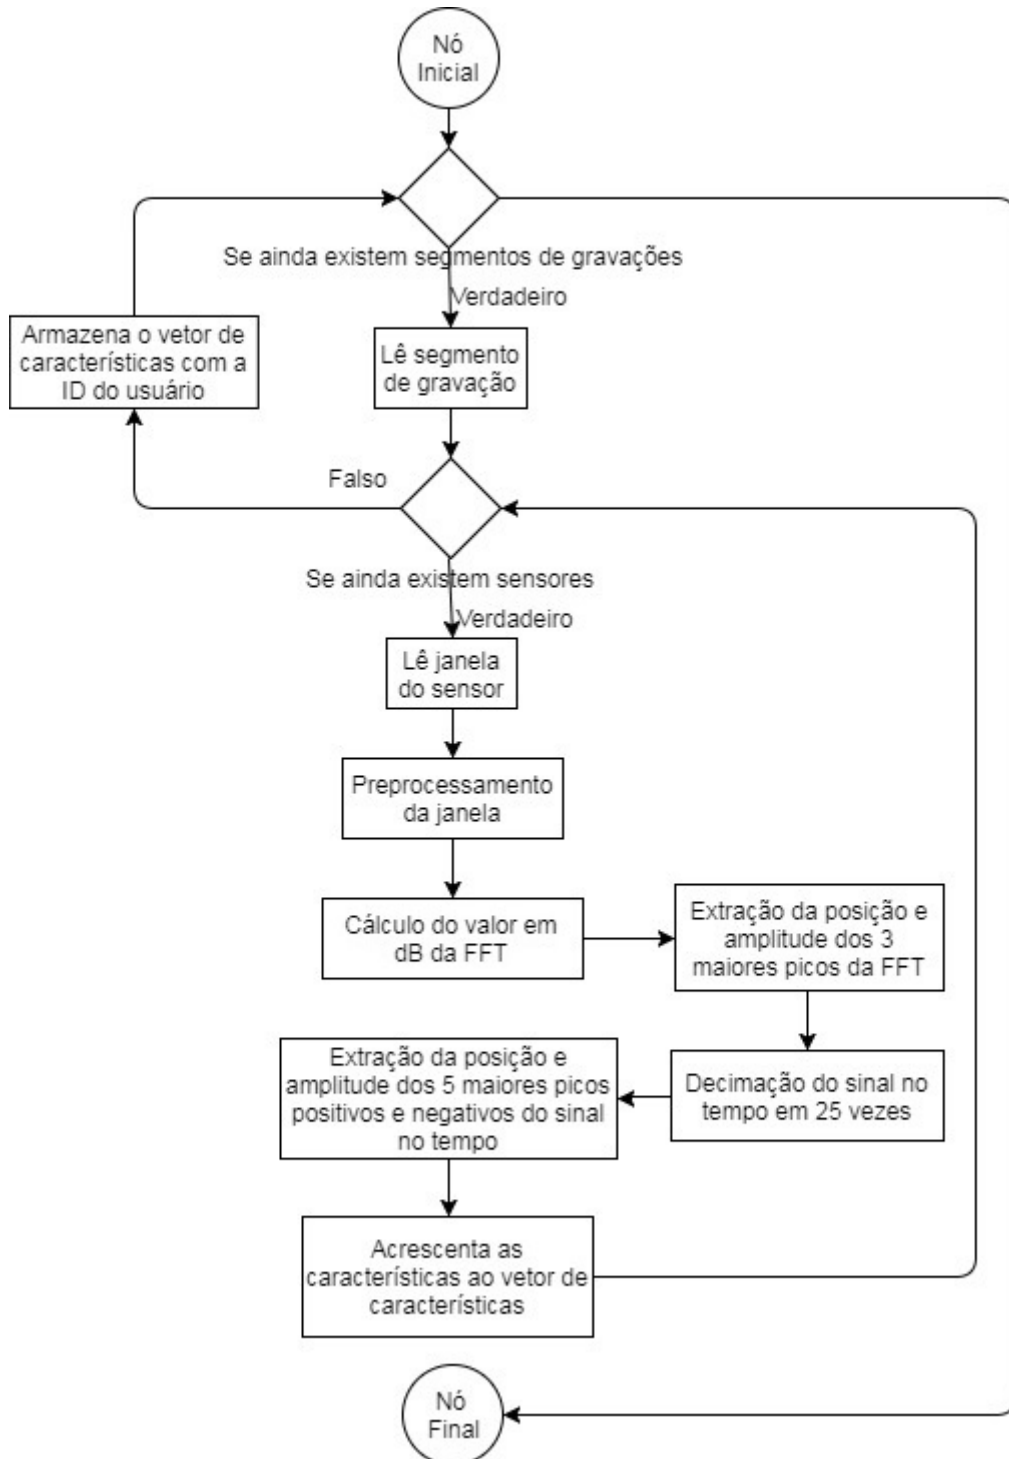 Nó
Inicial
Se ainda existem segmentos de gravações
Verdadeiro
Armazena o vetor de
característícas com a
ID do usuário
Lê segmento
de gravação
Falso
Se ainda existem sensores
Verdadeiro
Lê janela
do sensor
Preprocessamento
da janela
Cálculo do valor em
dB da FFT
Extração da posição e
amplitude dos 3
maiores picos da FFT
Decimação do sinal no
tempo em 25 vezes
Extração da posição e
amplitude dos 5 maiores picos
positivos e negativos do sinal
no tempo
Acrescenta as
característícas ao vetor de
característícas
Nó
Final